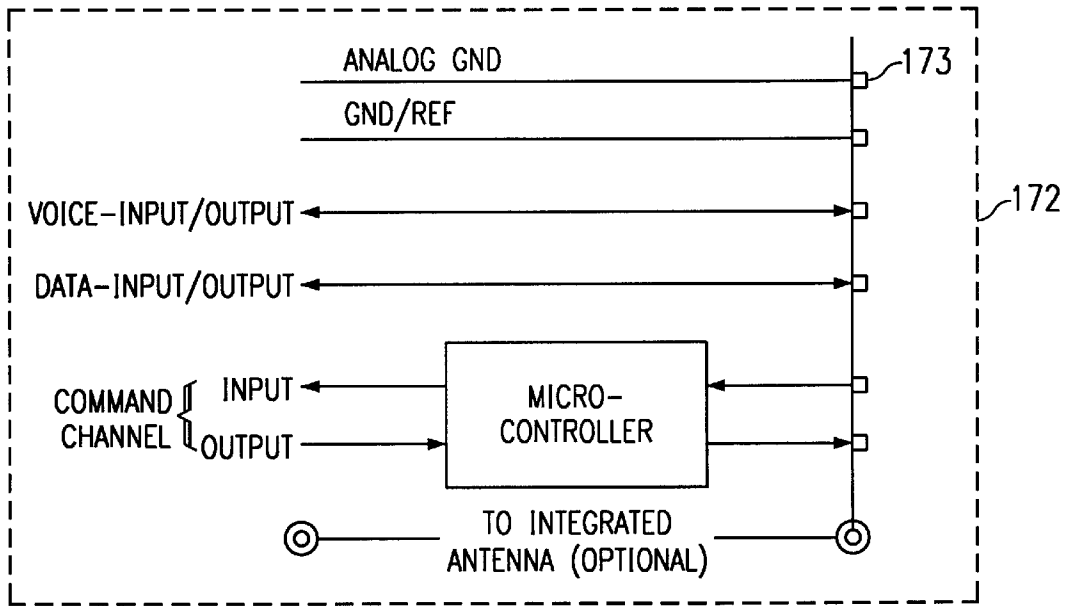 ANALOG GND
173
GND/REF
VOICE-INPUT/OUTPUT
172
DATA-INPUT/OUTPUT
COMMAND
CHANNEL
INPUT
OUTPUT
MICRO-
CONTROLLER
TO INTEGRATED
ANTENNA (OPTIONAL)